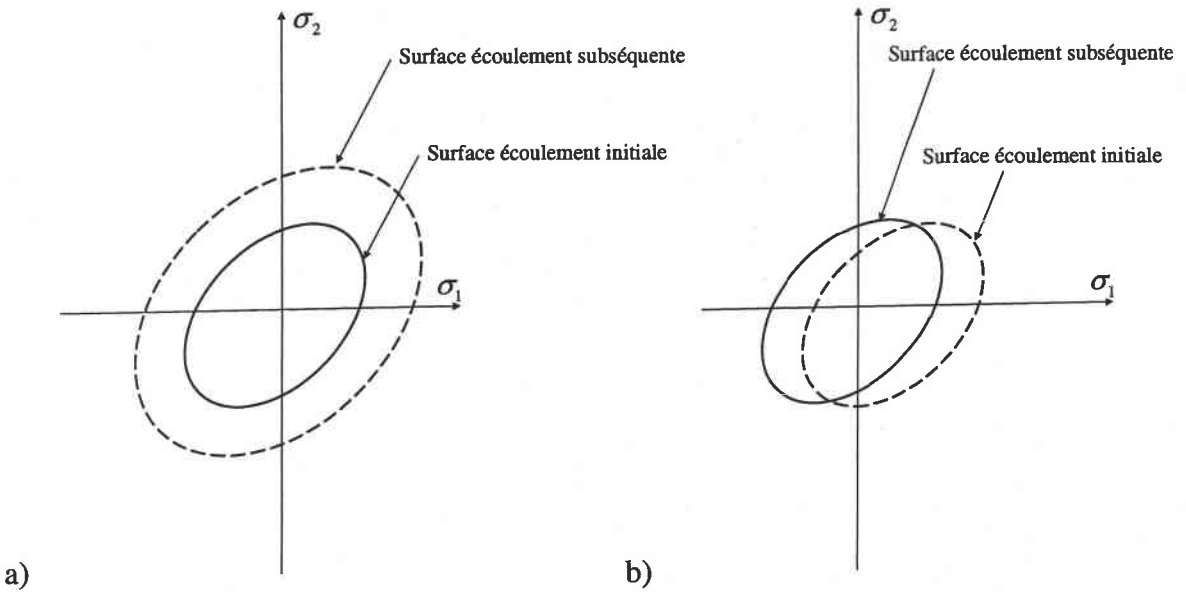 σ₂
Surface écoulement subséquente
Surface écoulement initiale
σ₁
a)
σ₂
Surface écoulement subséquente
Surface écoulement initiale
σ₁
b)